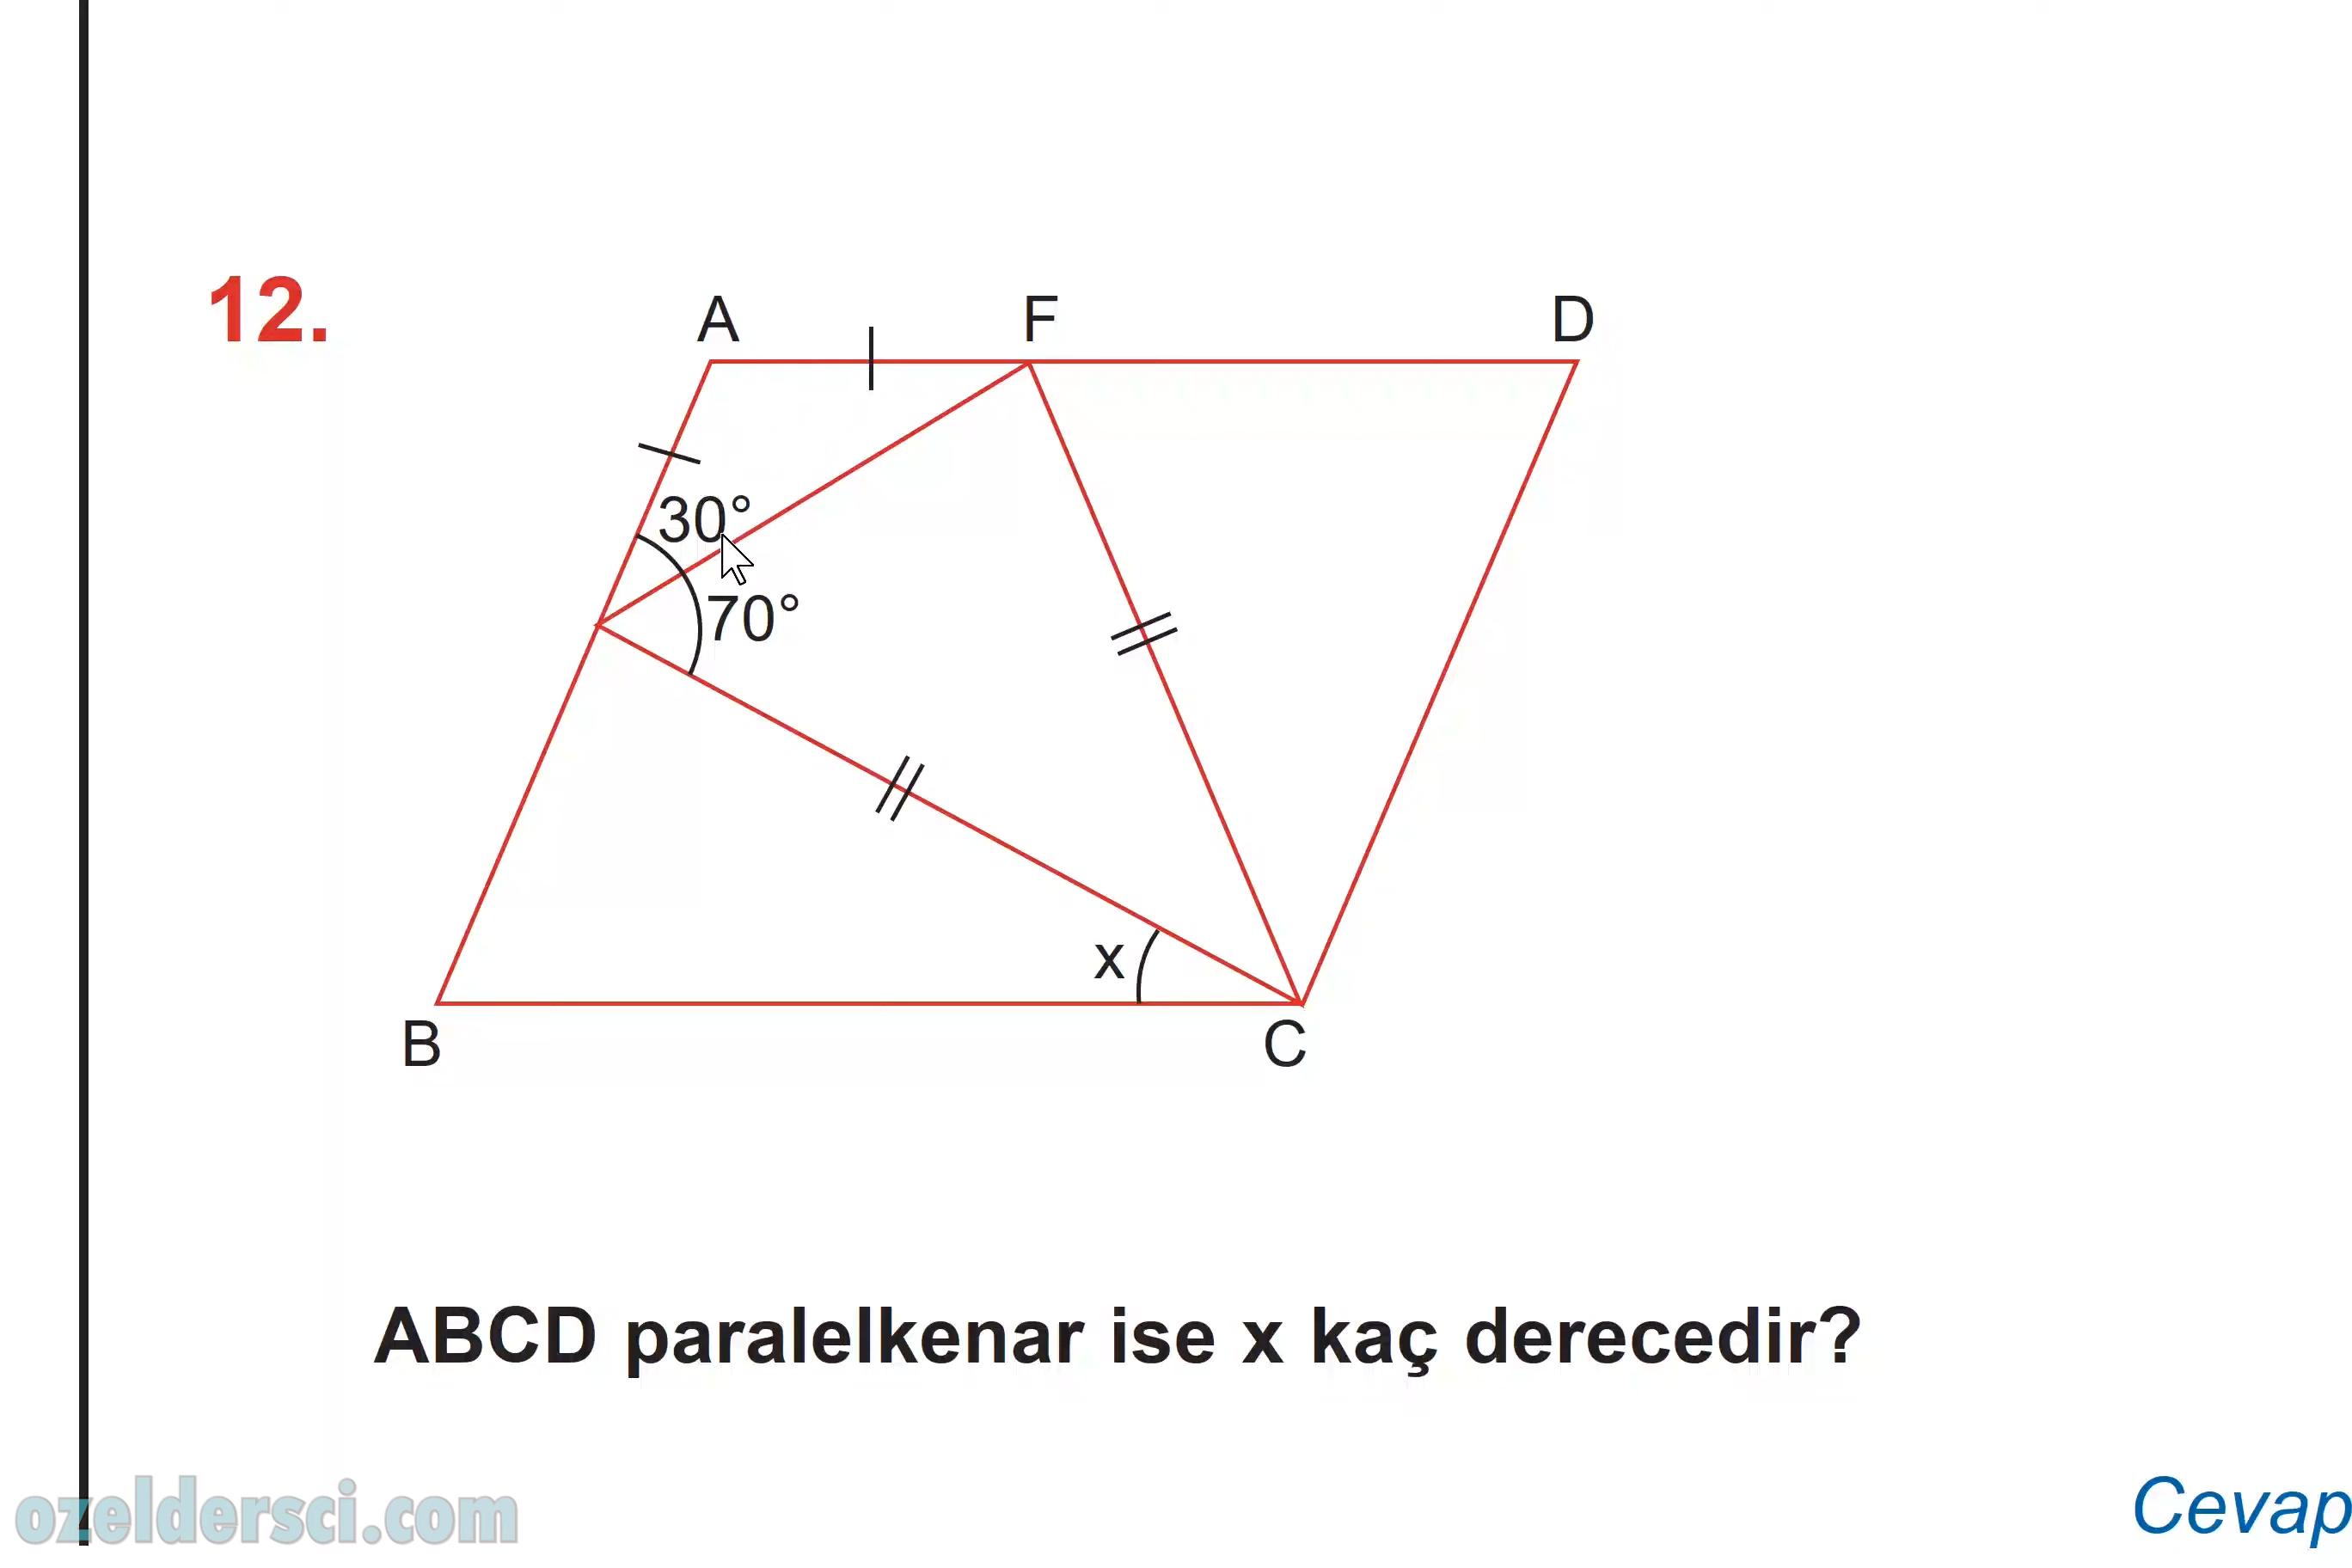 12.
A F D
30°
70°
x
B C
ABCD paralelkenar ise x kaç derecedir?
ozeldersci.com
Cevap